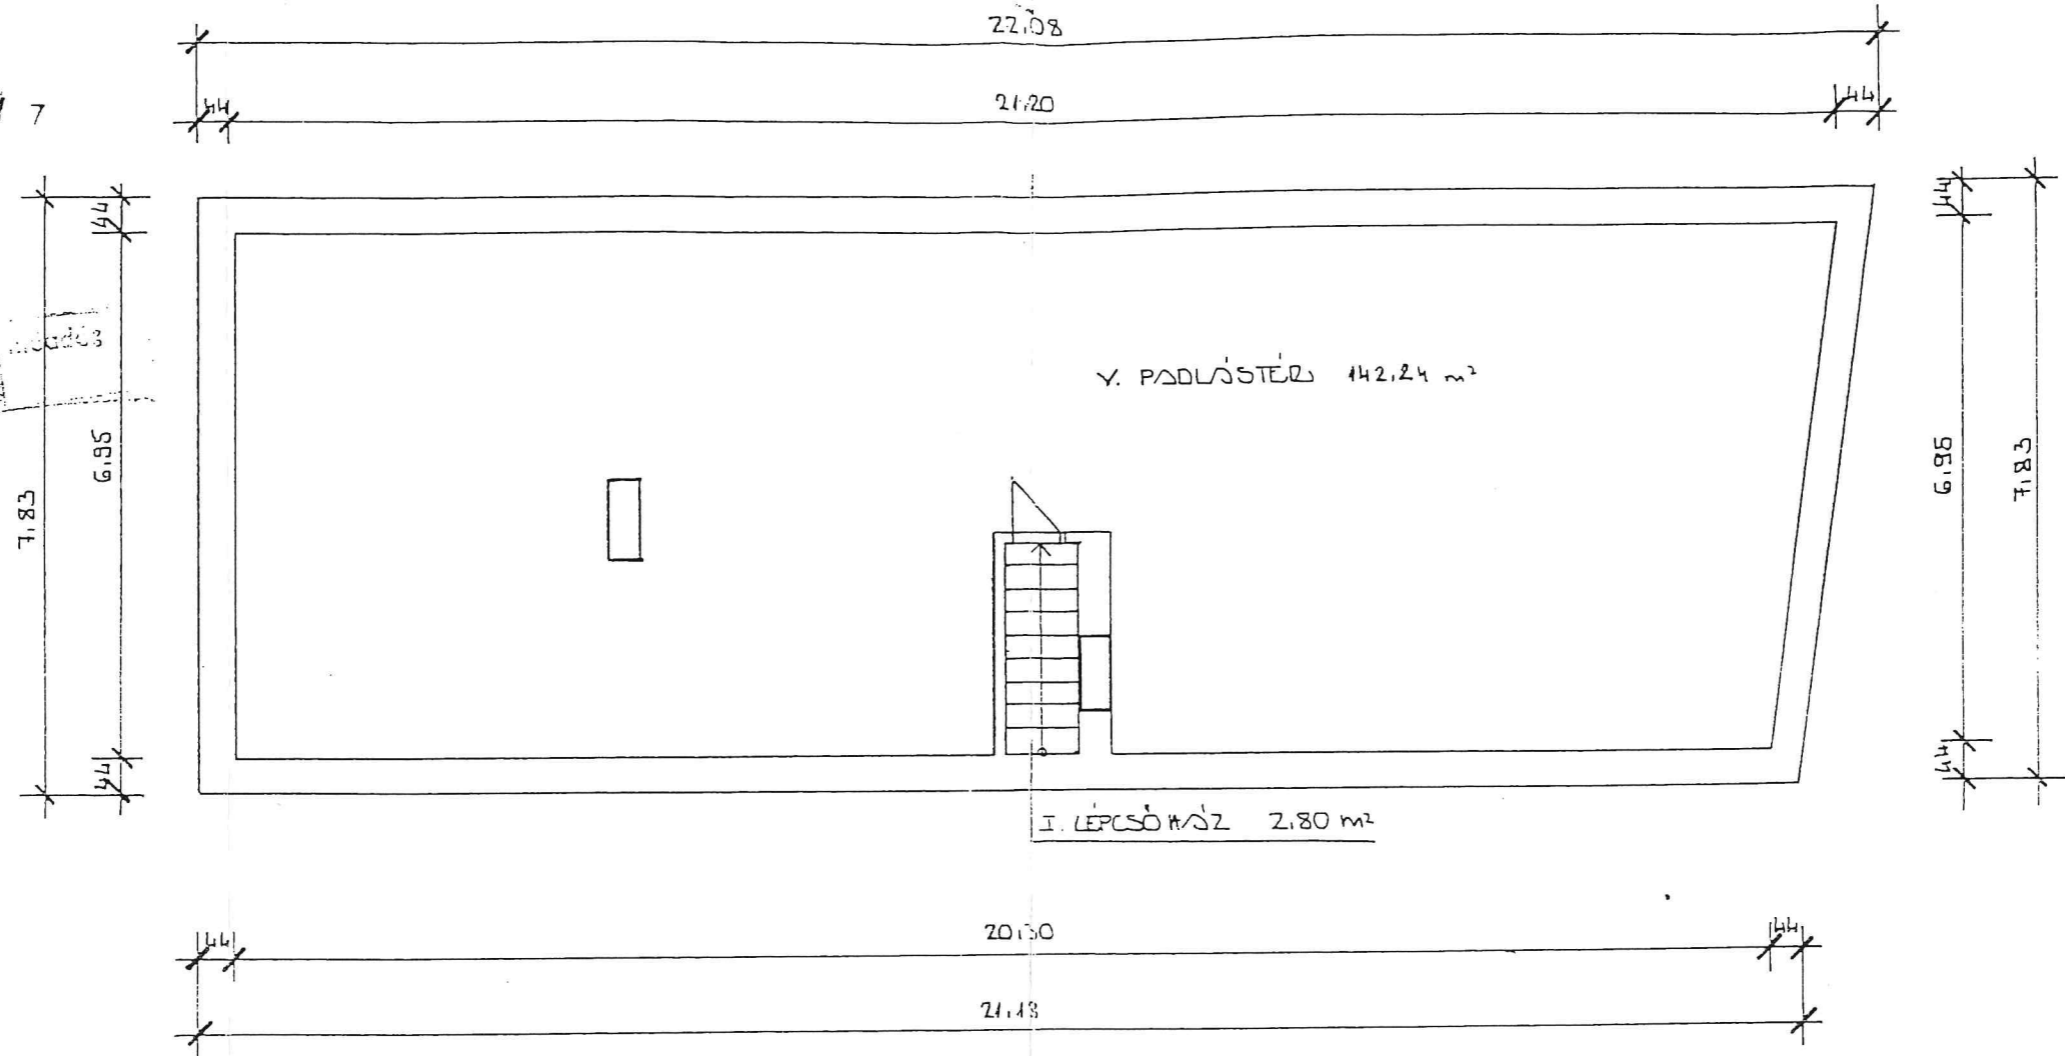 22,08
44 21,20 44
7
44 44
V. PADLÁSTÉR 142,24 m²
6,95 6,95
7,83 7,83
44 44
I. LÉPCSŐHÁZ 2,80 m²
44 20,30 44
21,18